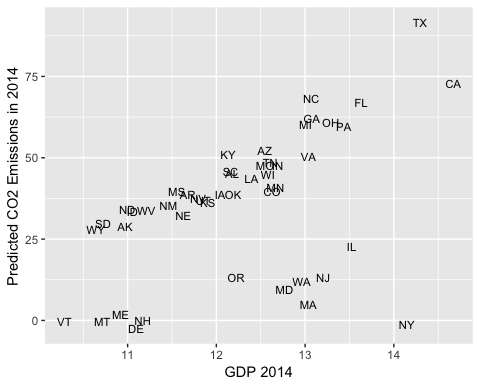 TX
CA
75
NC
FL
GA
MI
OH
PA
50
KY
AZ
VA
TN
SC
AL
WI
LA
MN
CO
MS
AR
IA
OK
KS
NM
ND
WV
NE
SD
AK
WY
25
IL
OR
WA
NJ
MD
MA
ME
NH
VT
MT
DE
NY
0
11
12
13
14
GDP 2014
Predicted CO2 Emissions in 2014